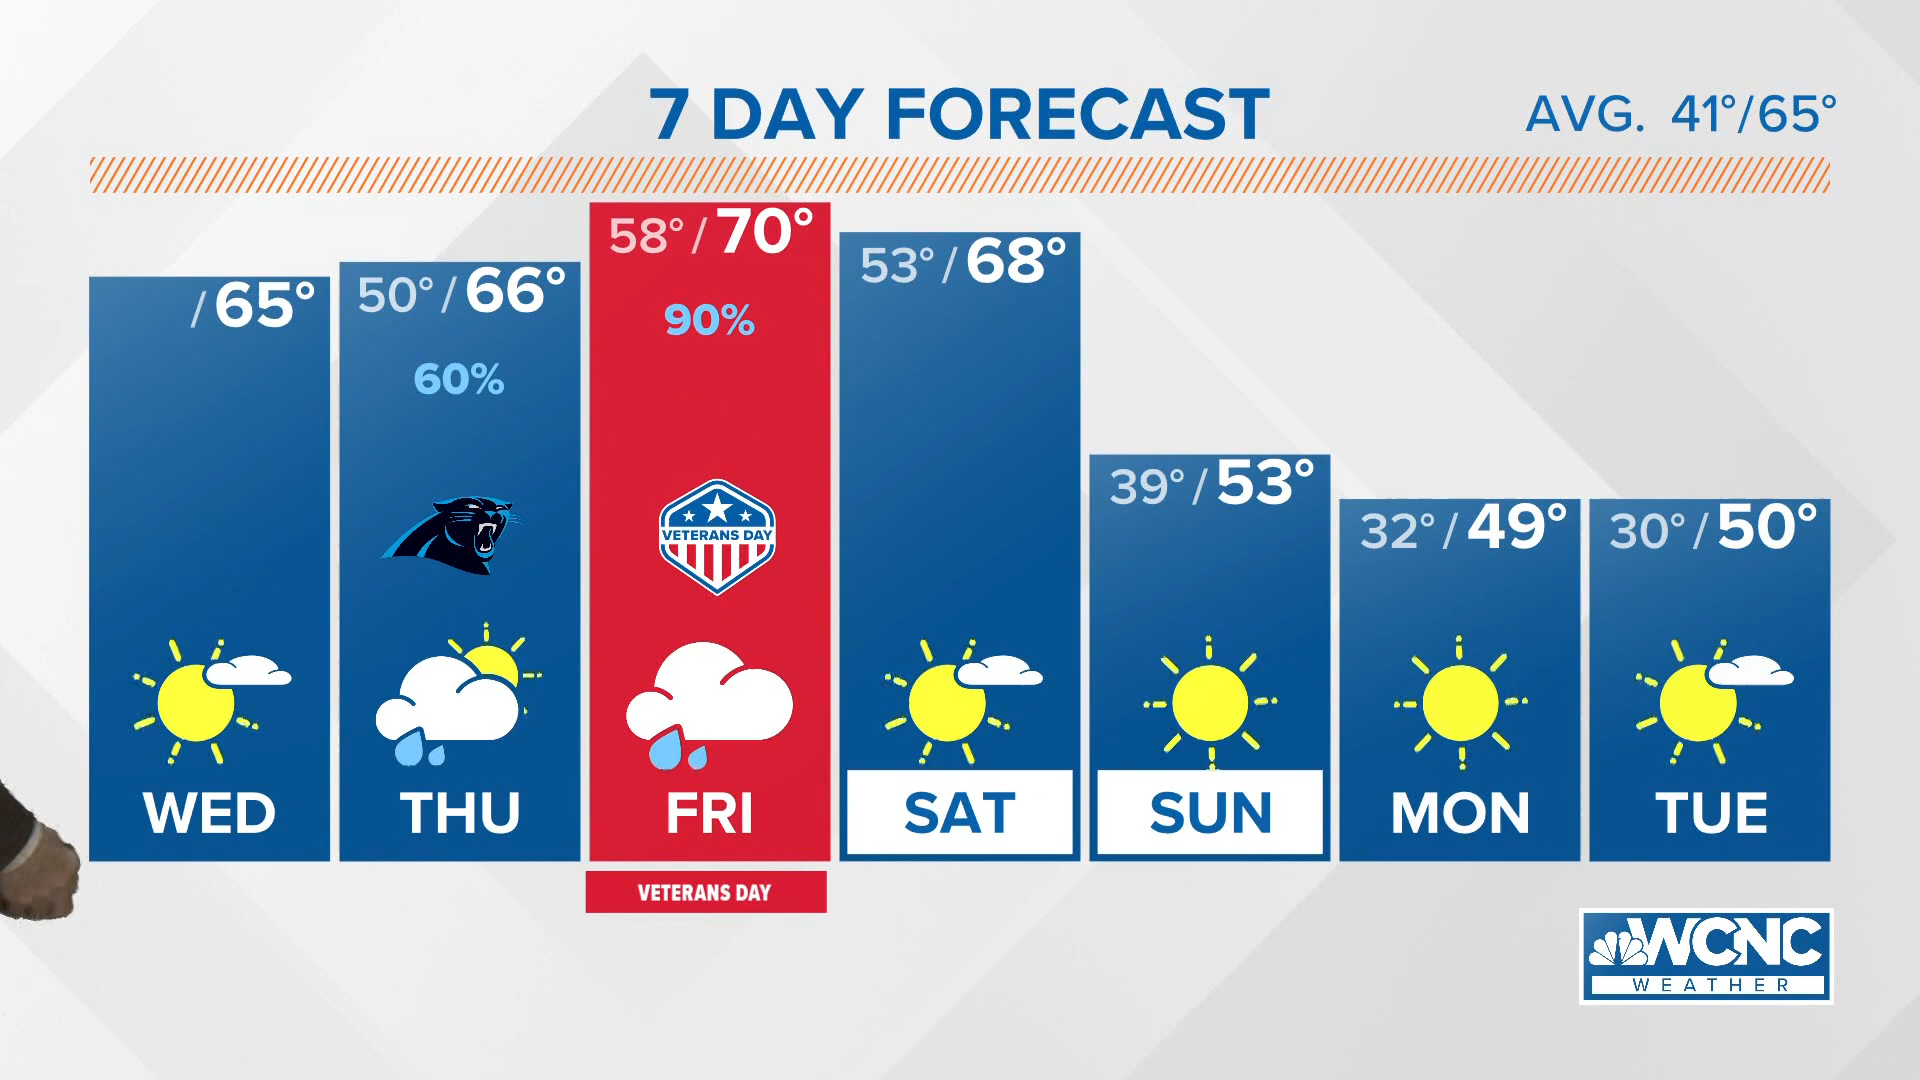 7 DAY FORECAST
AVG. 41°/65°
/65°
50°/66°
58°/70°
53°/68°
39°/53°
32°/49°
30°/50°
60%
90%
VETERANS DAY
WED
THU
FRI
SAT
SUN
MON
TUE
VETERANS DAY
WCNC
WEATHER